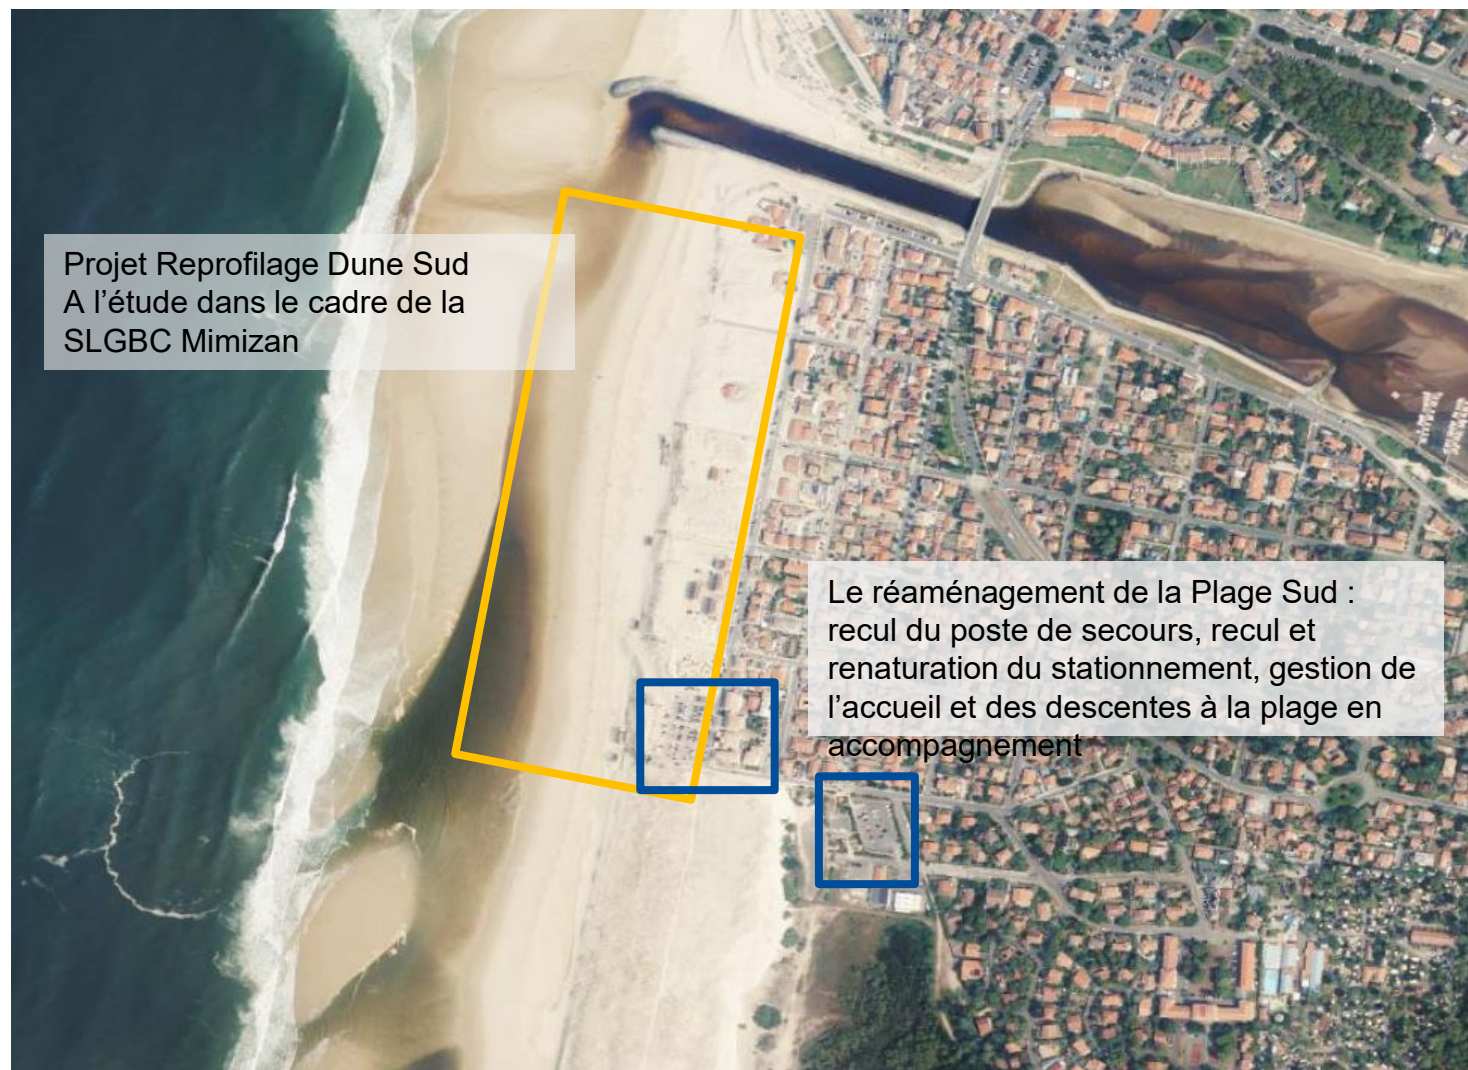 Projet Reprofilage Dune Sud
A l’étude dans le cadre de la
SLGBC Mimizan
Le réaménagement de la Plage Sud :
recul du poste de secours, recul et
renaturation du stationnement, gestion de
l’accueil et des descentes à la plage en
accompagnement